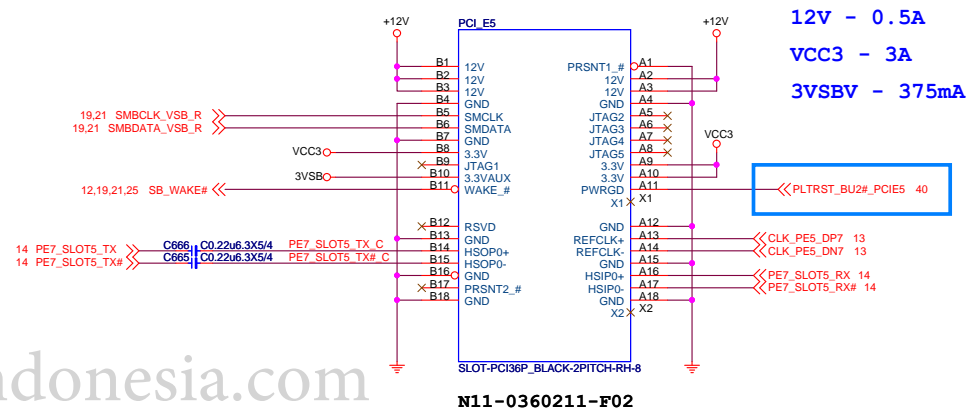 +12V
PCI_E5
+12V
12V - 0.5A
VCC3 - 3A
3VSBV - 375mA
B1 12V
B2 12V
B3 12V
B4 GND
19,21 SMBCLK_VSB_R B5 SMCLK
19,21 SMBDATA_VSB_R B6 SMDATA
B7 GND
VCC3 B8 3.3V
B9 JTAG1
3VSB B10 3.3VAUX
12,19,21,25 SB_WAKE# B11 WAKE_#
B12 RSVD
B13 GND
14 PE7_SLOT5_TX C666 C0.22u6.3X5/4 PE7_SLOT5_TX_C B14 HSOP0+
14 PE7_SLOT5_TX# C665 C0.22u6.3X5/4 PE7_SLOT5_TX#_C B15 HSOP0-
B16 GND
B17 PRSNT2_#
B18 GND
PRSNT1_# A1
12V A2
12V A3
GND A4
JTAG2 A5
JTAG3 A6
JTAG4 A7
JTAG5 A8
VCC3
3.3V A9
3.3V A10
PWRGD A11 PLTRST_BU2#_PCIE5 40
X1 X1
GND A12
REFCLK+ A13 CLK_PE5_DP7 13
REFCLK- A14 CLK_PE5_DN7 13
GND A15
HSIP0+ A16 PE7_SLOT5_RX 14
HSIP0- A17 PE7_SLOT5_RX# 14
GND A18
X2 X2
SLOT-PCI36P_BLACK-2PITCH-RH-8
N11-0360211-F02
ndonesia.com